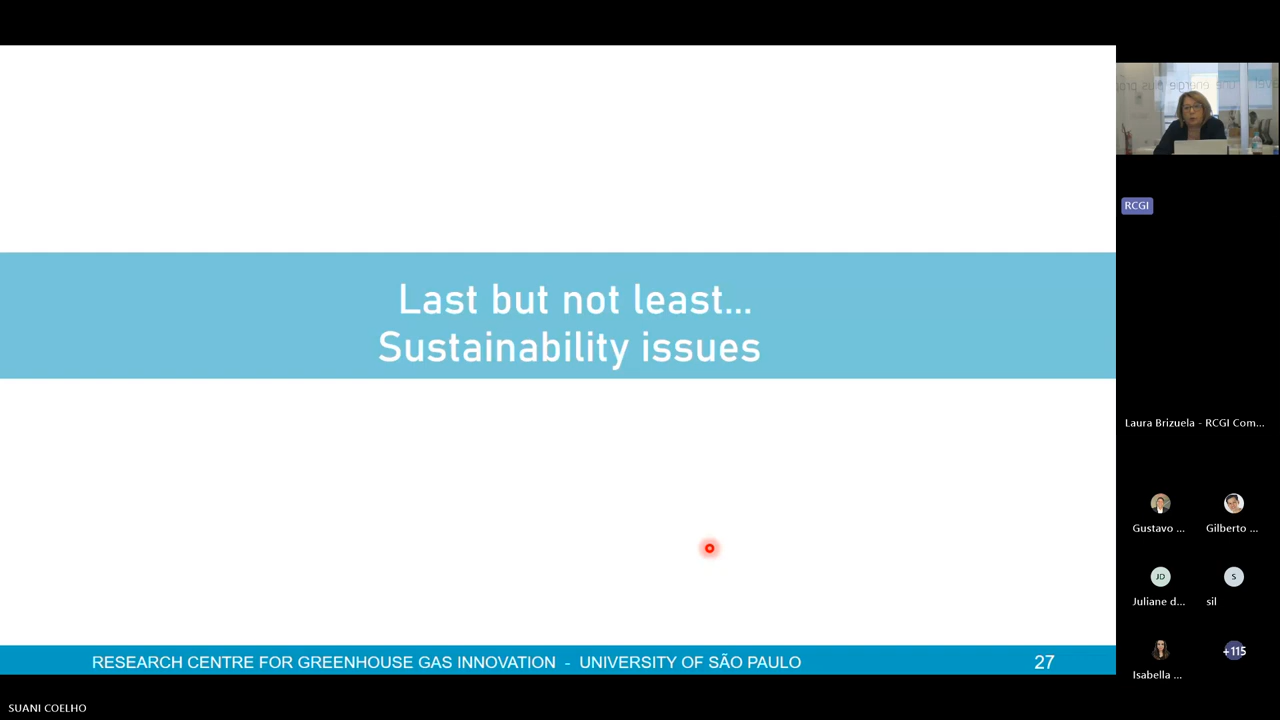 Last but not least...
Sustainability issues
RESEARCH CENTRE FOR GREENHOUSE GAS INNOVATION - UNIVERSITY OF SÃO PAULO
27
SUANI COELHO
RCGI
Laura Brizuela - RCGI Com...
Gustavo ...
Gilberto ...
JD
S
Juliane d...
sil
+115
Isabella ...